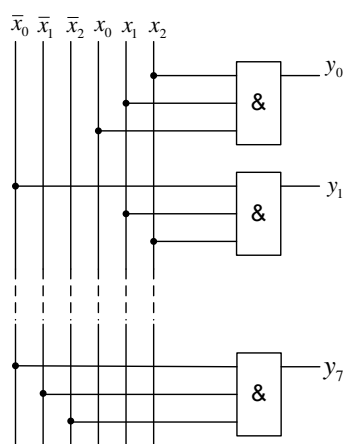 x̅₀ x̅₁ x̅₂ x₀ x₁ x₂
y₀
&
y₁
&
y₇
&